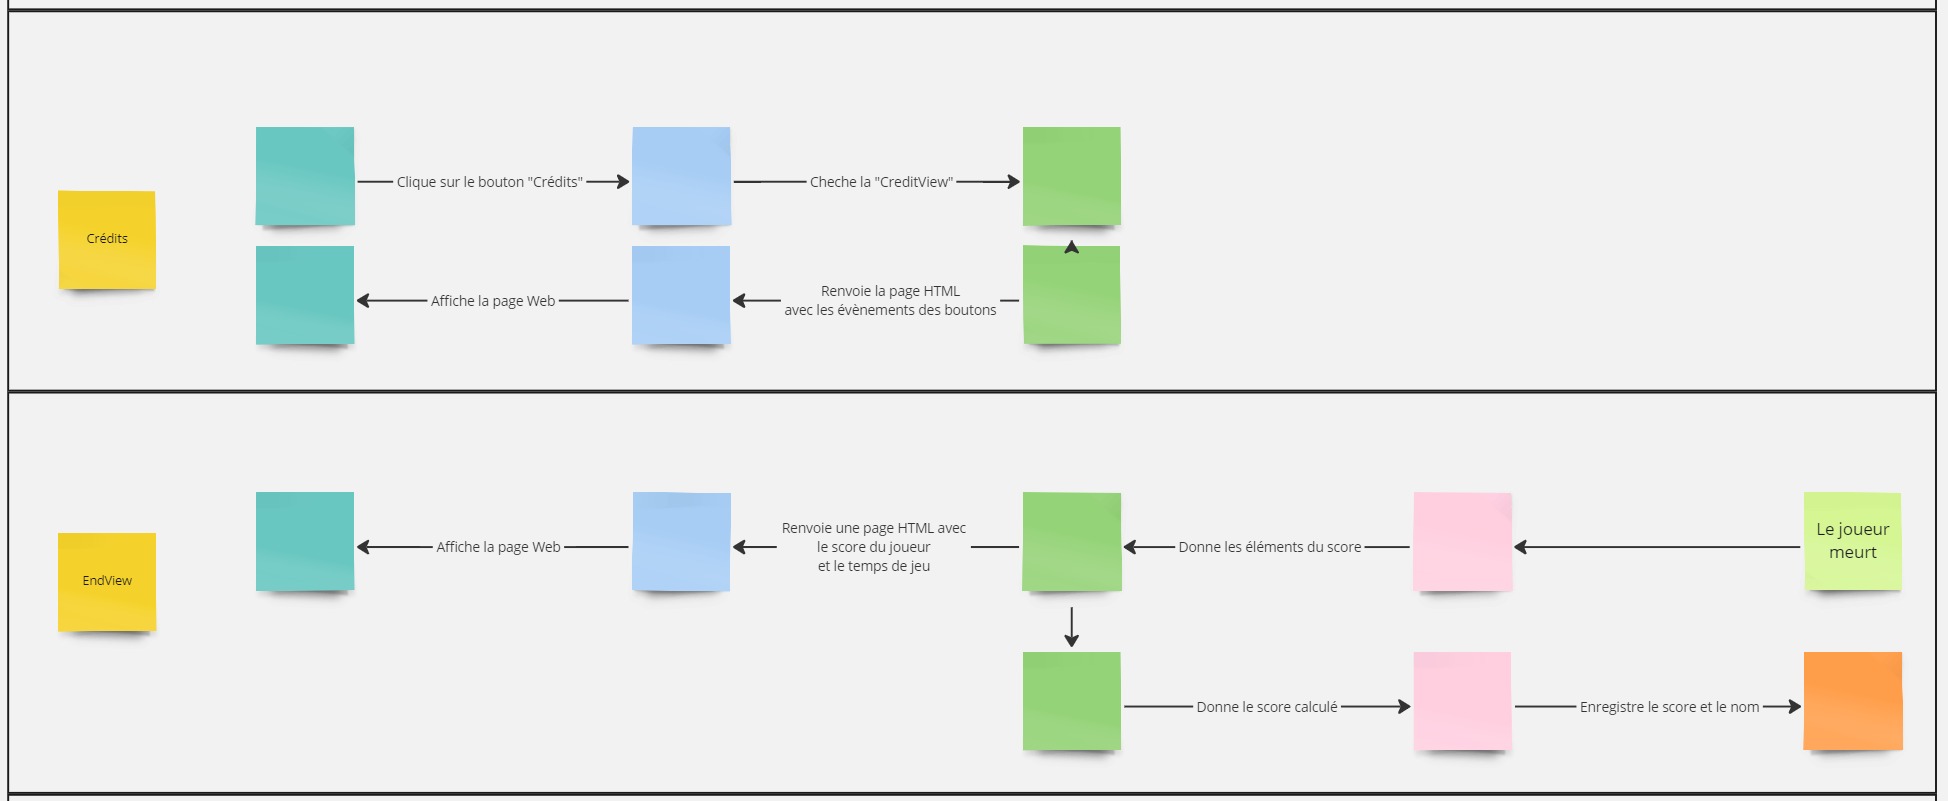 Clique sur le bouton "Crédits"
Cheche la "CreditView"
Crédits
Affiche la page Web
Renvoie la page HTML
avec les évènements des boutons
Affiche la page Web
Renvoie une page HTML avec
le score du joueur
et le temps de jeu
Donne les éléments du score
Le joueur
meurt
EndView
Donne le score calculé
Enregistre le score et le nom